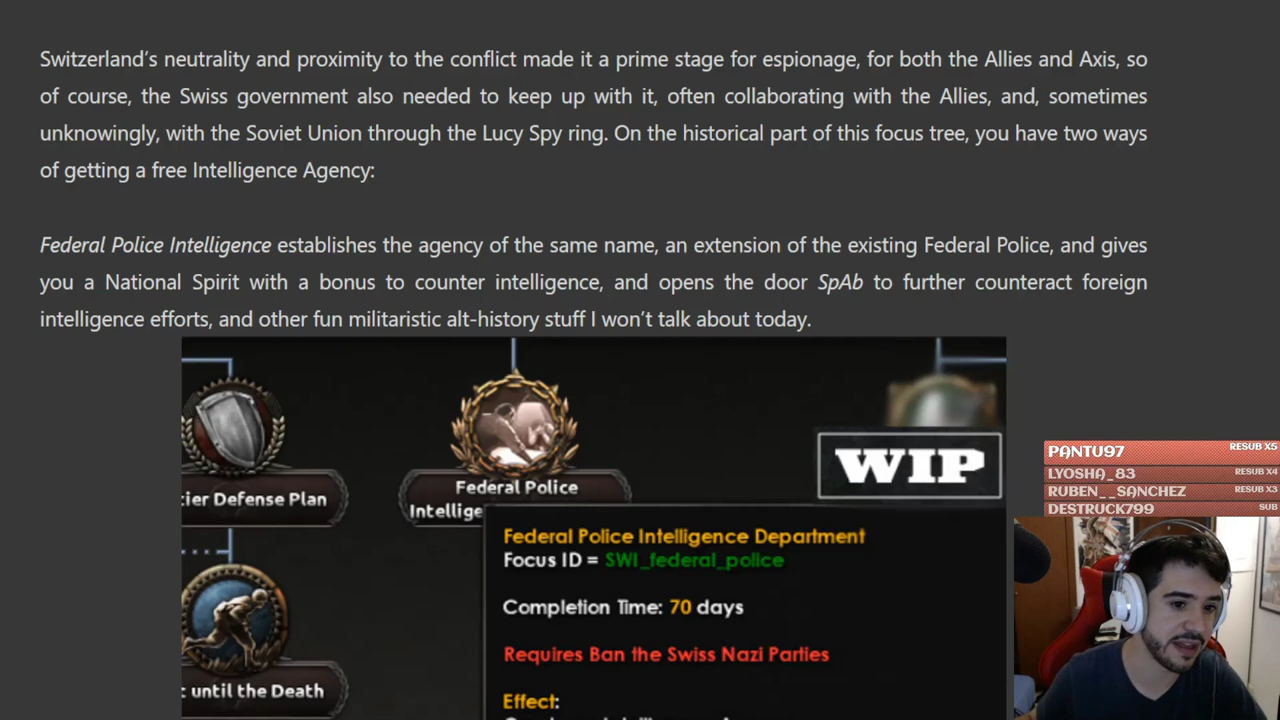 Switzerland's neutrality and proximity to the conflict made it a prime stage for espionage, for both the Allies and Axis, so
of course, the Swiss government also needed to keep up with it, often collaborating with the Allies, and, sometimes
unknowingly, with the Soviet Union through the Lucy Spy ring. On the historical part of this focus tree, you have two ways
of getting a free Intelligence Agency:
Federal Police Intelligence establishes the agency of the same name, an extension of the existing Federal Police, and gives
you a National Spirit with a bonus to counter intelligence, and opens the door SpAb to further counteract foreign
intelligence efforts, and other fun militaristic alt-history stuff I won't talk about today.
WIP
tier Defense Plan
Federal Police
Intellige
Federal Police Intelligence Department
Focus ID = SWI_federal_police
Completion Time: 70 days
Requires Ban the Swiss Nazi Parties
Effect:
until the Death
PANTU97 RESUB X5
LYOSHA_83 RESUB X4
RUBEN__SANCHEZ RESUB X3
DESTRUCK799 SUB